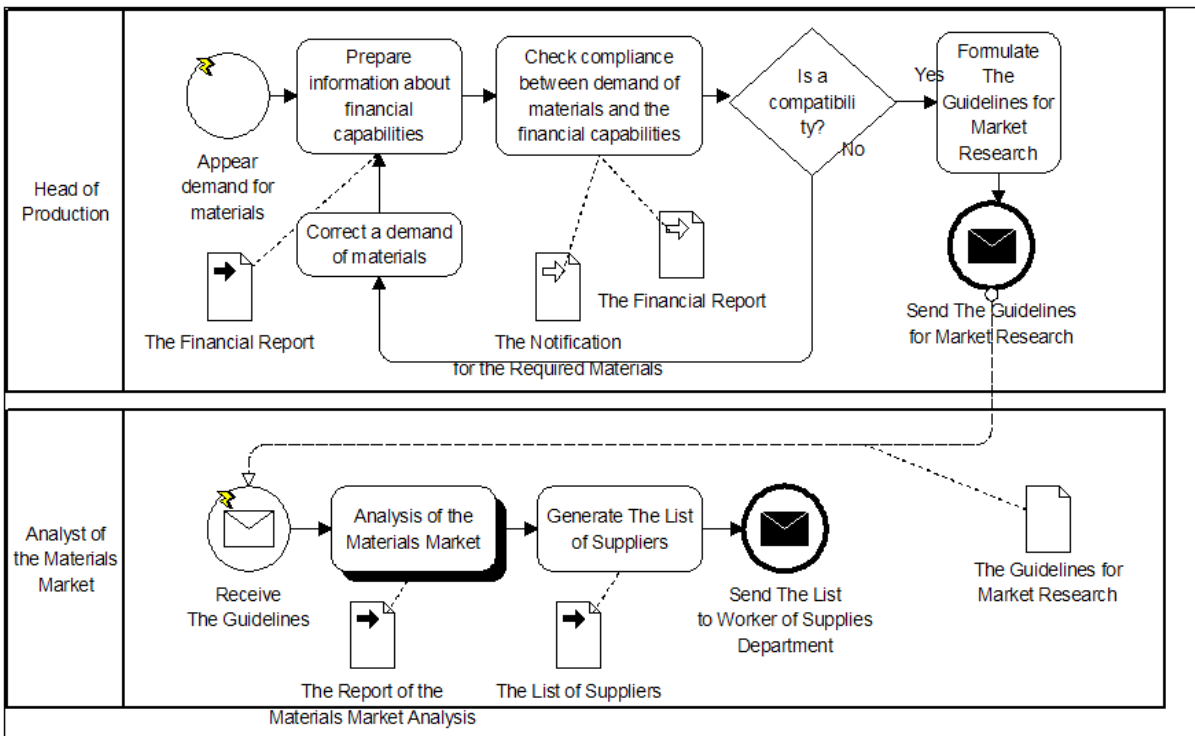 Head of
Production
Appear
demand for
materials
Prepare
information about
financial
capabilities
Check compliance
between demand of
materials and the
financial capabilities
Is a
compatibili
ty?
Yes
No
Formulate
The
Guidelines for
Market
Research
Correct a demand
of materials
The Financial Report
The Notification
for the Required Materials
The Financial Report
Send The Guidelines
for Market Research
Analyst of
the Materials
Market
Receive
The Guidelines
Analysis of the
Materials Market
Generate The List
of Suppliers
Send The List
to Worker of Supplies
Department
The Guidelines for
Market Research
The Report of the
Materials Market Analysis
The List of Suppliers